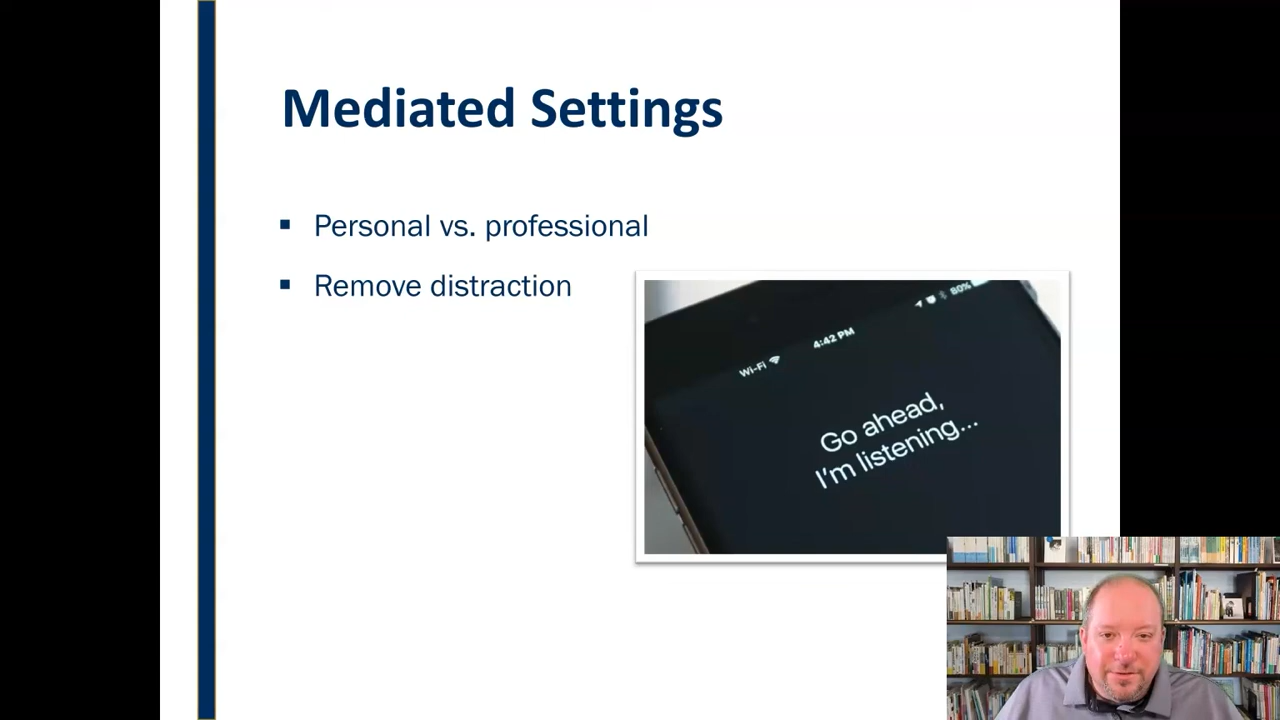 Mediated Settings
Personal vs. professional
Remove distraction
Wi-Fi 4:42 PM 80%
Go ahead,
I'm listening...